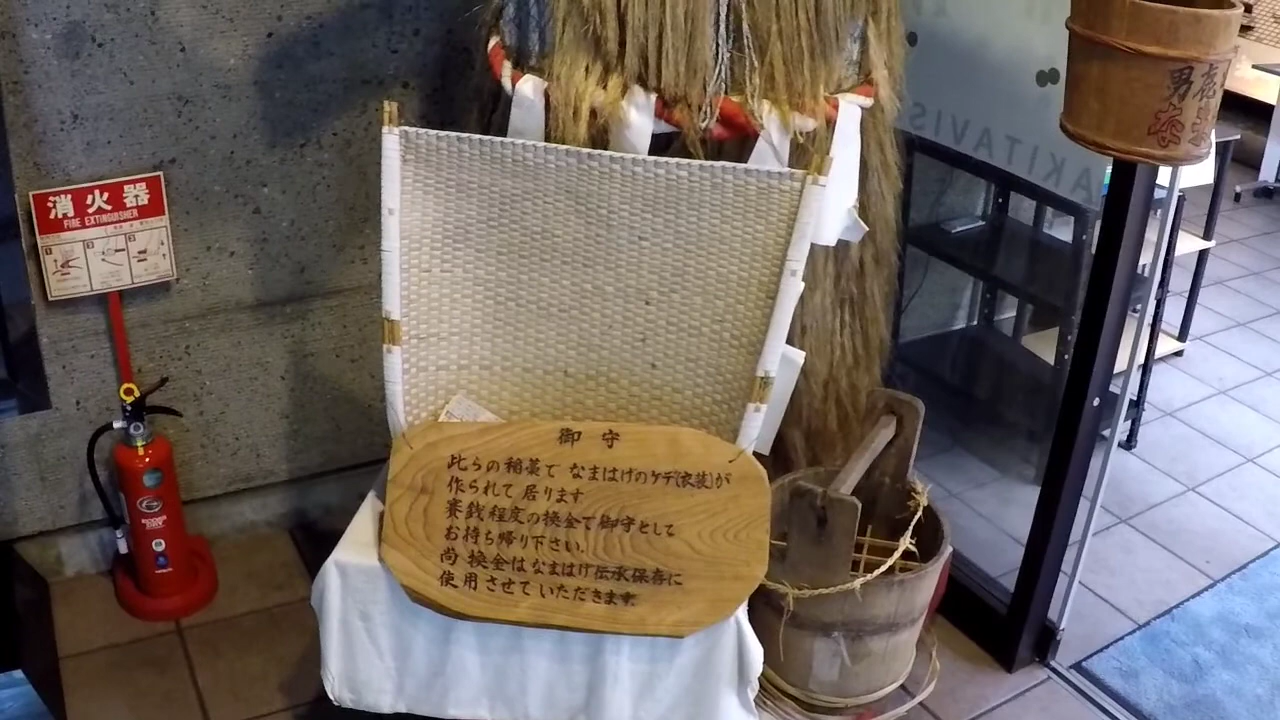 消火器
FIRE EXTINGUISHER
御守
此らの稲藁で なまはげのケデ(衣装)が
作られて居ります
賽銭程度の換金で御守として
お持ち帰り下さい.
尚 換金はなまはげ伝承保存に
使用させていただきます.
AKITAVIS
男鹿